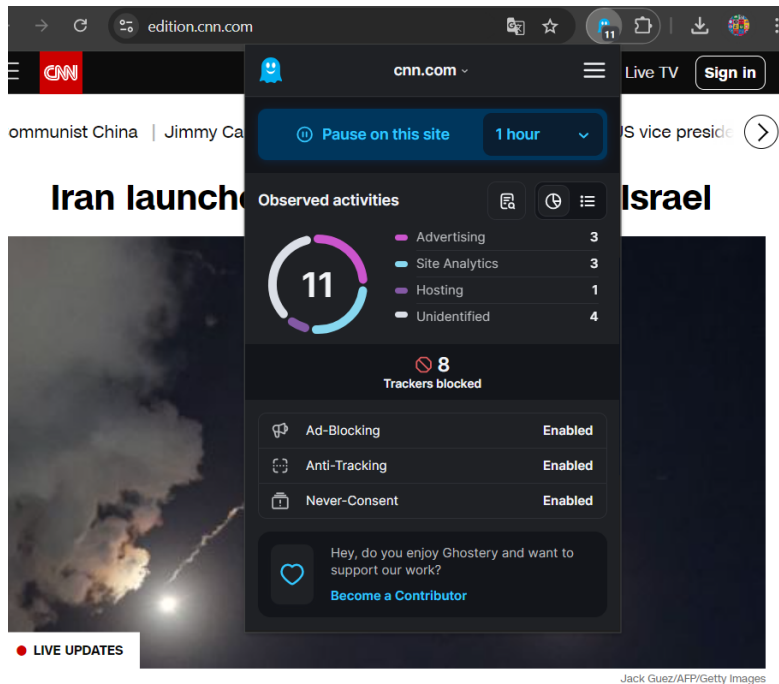 edition.cnn.com
11
CNN
cnn.com
Live TV
Sign in
ommunist China | Jimmy Ca
Pause on this site
1 hour
US vice preside
Iran launche
Israel
Observed activities
11
Advertising 3
Site Analytics 3
Hosting 1
Unidentified 4
8
Trackers blocked
Ad-Blocking Enabled
Anti-Tracking Enabled
Never-Consent Enabled
Hey, do you enjoy Ghostery and want to
support our work?
Become a Contributor
LIVE UPDATES
Jack Guez/AFP/Getty Images